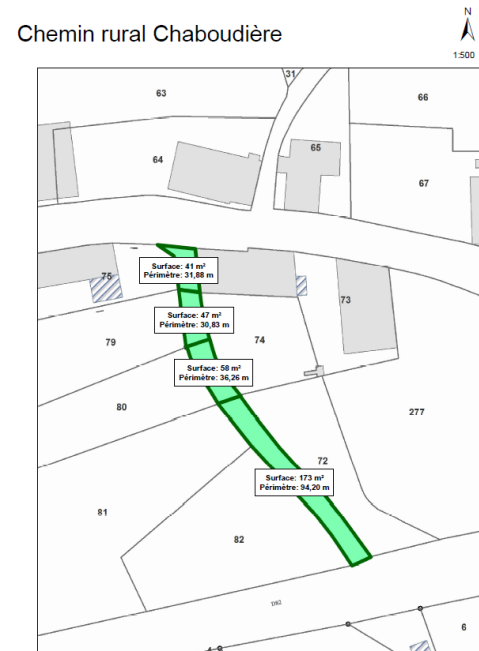 N
Chemin rural Chaboudière
1:500
31
63
66
65
64
67
Surface: 41 m²
Périmètre: 31,88 m
75
73
Surface: 47 m²
Périmètre: 30,83 m
79
74
Surface: 58 m²
Périmètre: 36,26 m
80
277
72
Surface: 173 m²
Périmètre: 94,20 m
81
82
D82
6